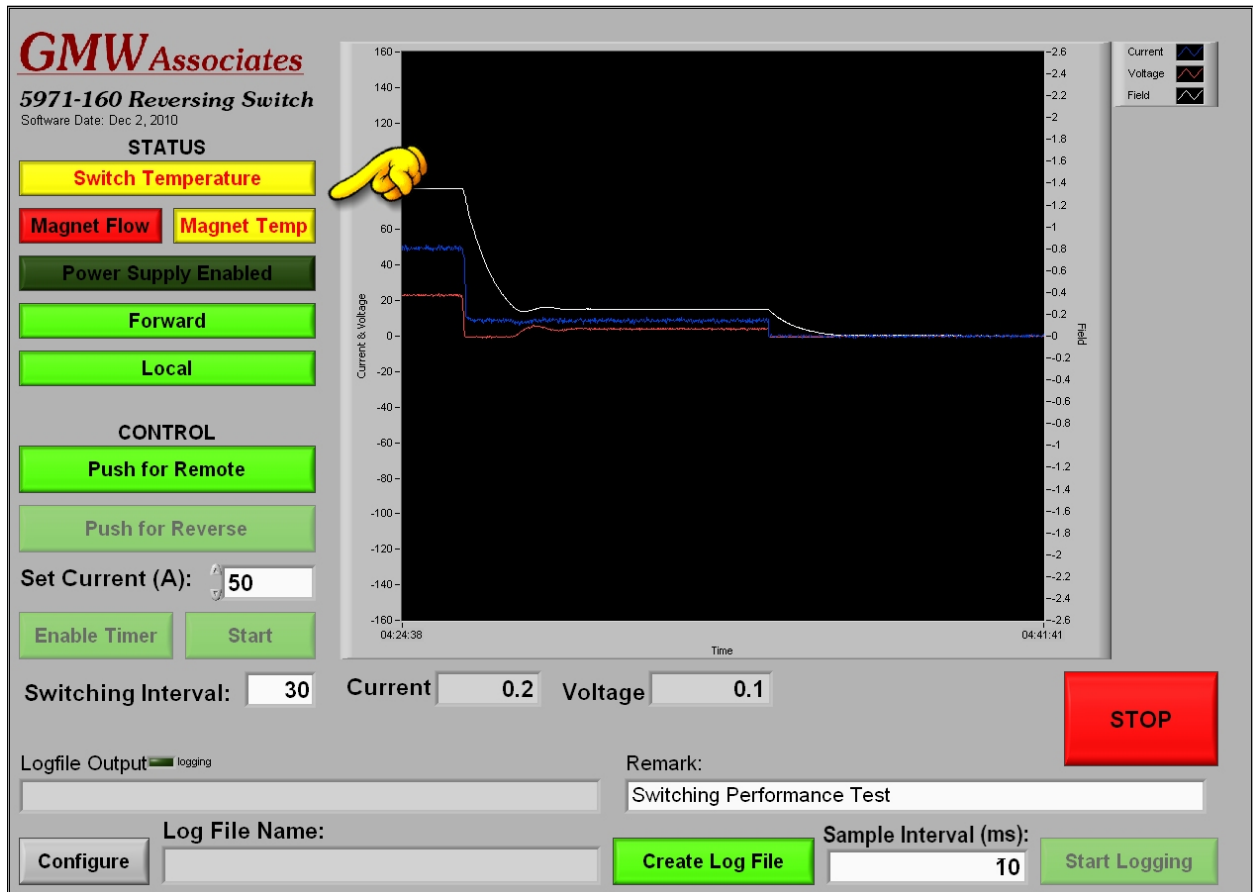 GMW Associates
5971-160 Reversing Switch
Software Date: Dec 2, 2010
STATUS
Switch Temperature
Magnet Flow
Magnet Temp
Power Supply Enabled
Forward
Local
CONTROL
Push for Remote
Push for Reverse
Set Current (A): 50
Enable Timer
Start
Switching Interval: 30
160
140
120
60
40
20
0
-20
-40
-60
-80
-100
-120
-140
-160
Current & Voltage
04:24:38
04:41:41
Time
-2.6
-2.4
-2.2
-2
-1.8
-1.6
-1.4
-1.2
-1
-0.8
-0.6
-0.4
-0.2
-0
-0.2
-0.4
-0.6
-0.8
-1
-1.2
-1.4
-1.6
-1.8
-2
-2.2
-2.4
-2.6
Field
Current
Voltage
Field
Current 0.2
Voltage 0.1
STOP
Logfile Output logging
Remark:
Switching Performance Test
Log File Name:
Configure
Create Log File
Sample Interval (ms):
10
Start Logging